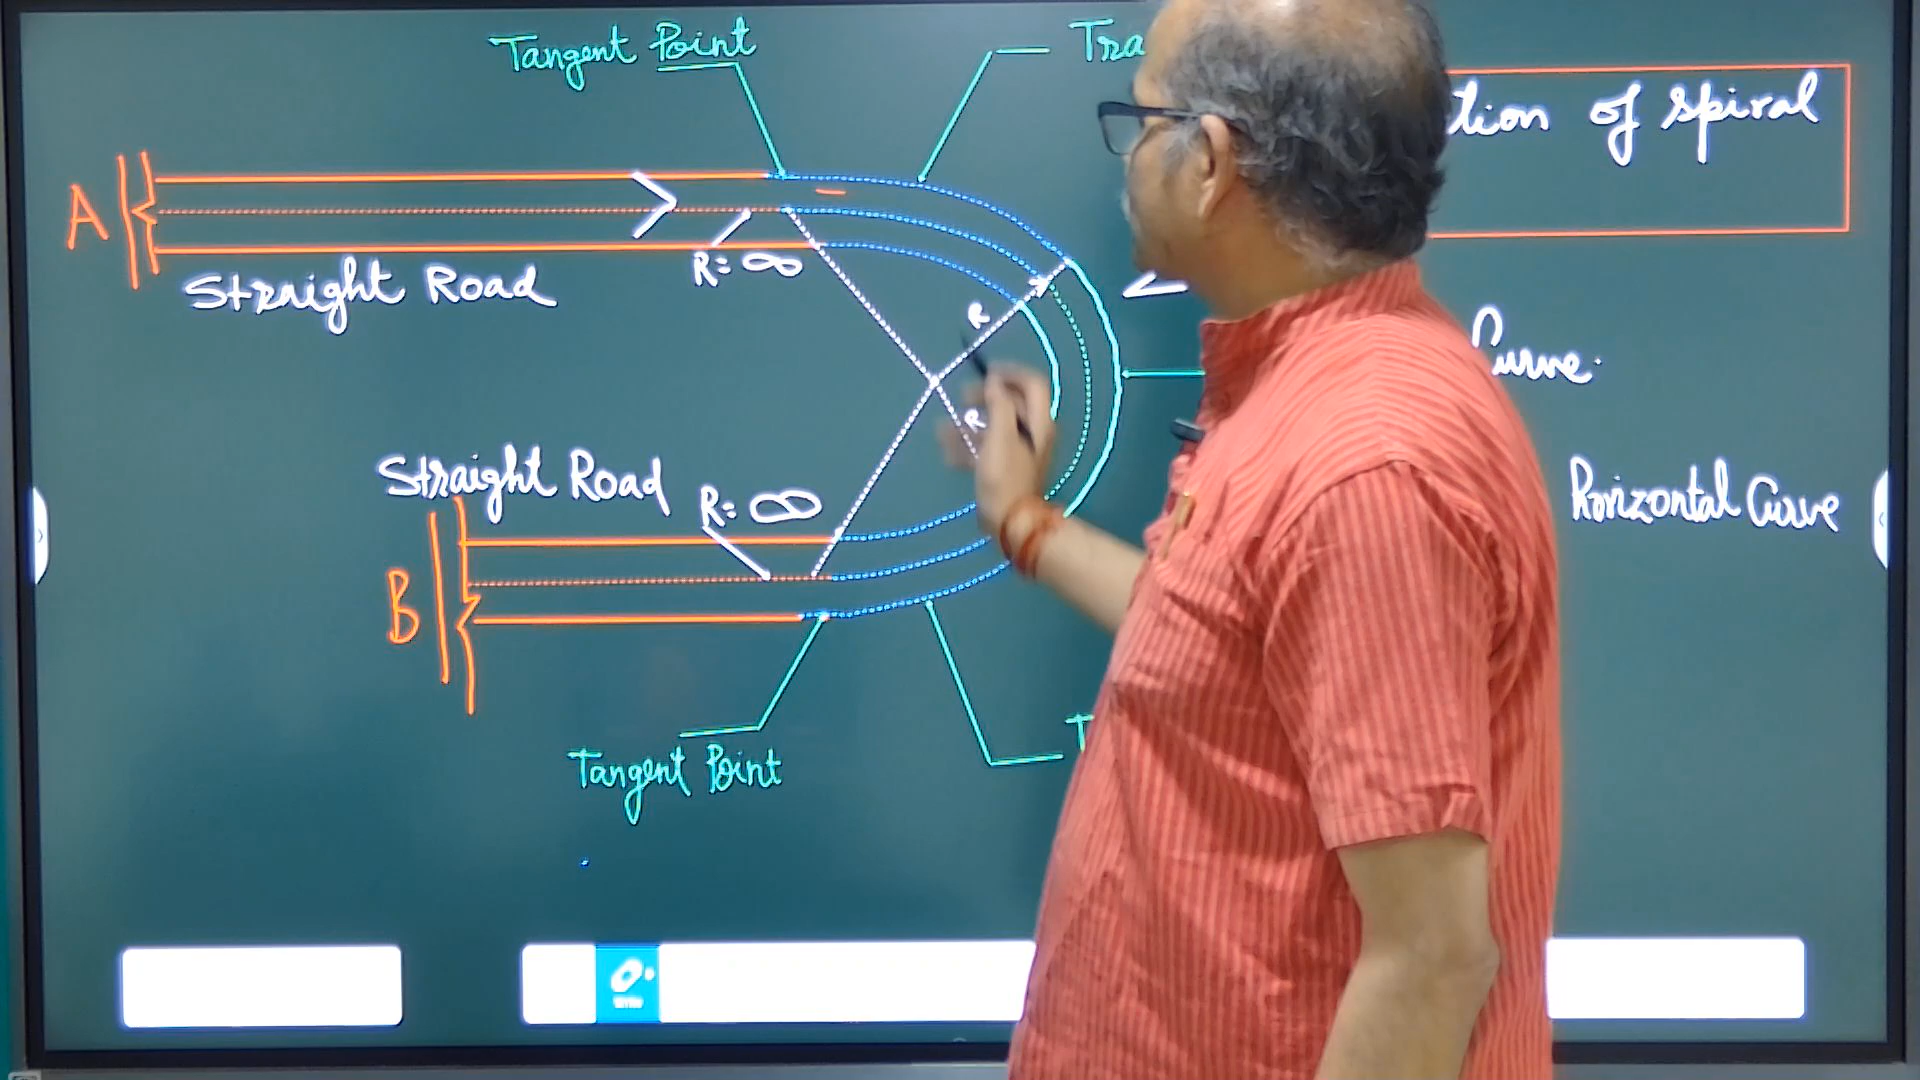 Tangent Point
Tra
tion of spiral
A
R=∞
Straight Road
R
Curve.
R
Straight Road
R=∞
Horizontal Curve
B
T
Tangent Point